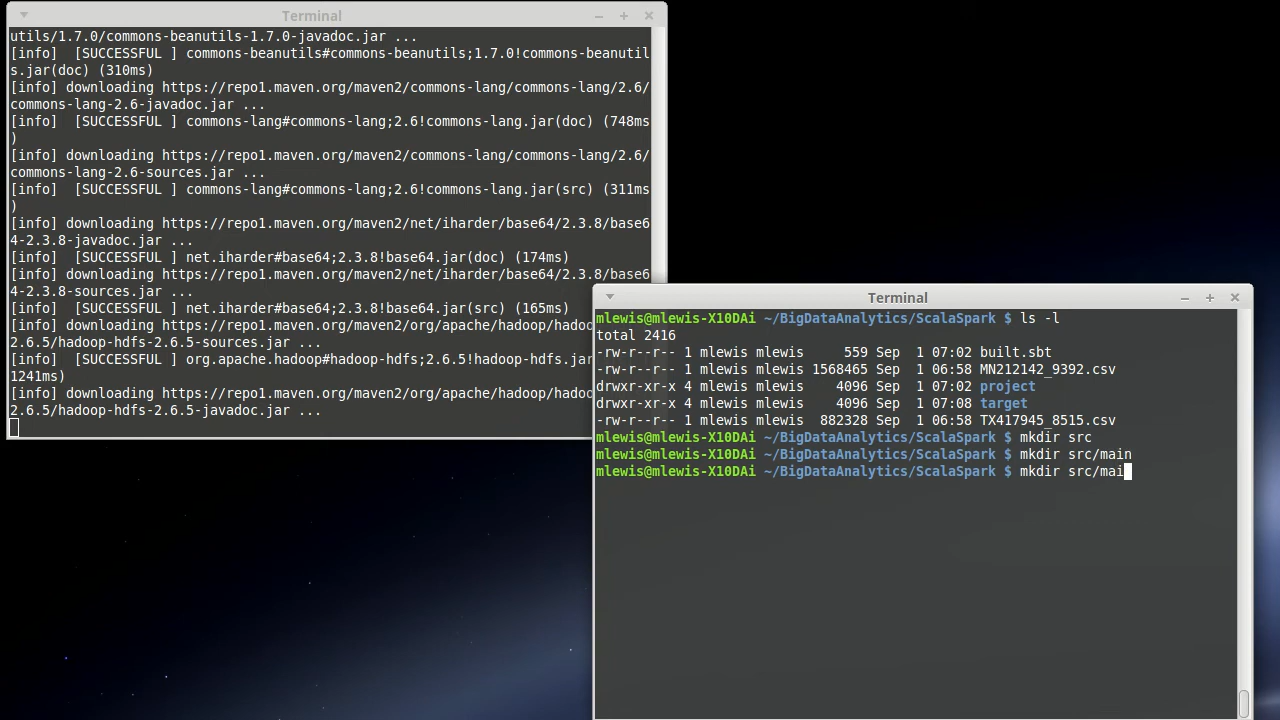 Terminal
utils/1.7.0/commons-beanutils-1.7.0-javadoc.jar ...
[info]  [SUCCESSFUL ] commons-beanutils#commons-beanutils;1.7.0!commons-beanutil
s.jar(doc) (310ms)
[info] downloading https://repo1.maven.org/maven2/commons-lang/commons-lang/2.6/
commons-lang-2.6-javadoc.jar ...
[info]  [SUCCESSFUL ] commons-lang#commons-lang;2.6!commons-lang.jar(doc) (748ms
)
[info] downloading https://repo1.maven.org/maven2/commons-lang/commons-lang/2.6/
commons-lang-2.6-sources.jar ...
[info]  [SUCCESSFUL ] commons-lang#commons-lang;2.6!commons-lang.jar(src) (311ms
)
[info] downloading https://repo1.maven.org/maven2/net/iharder/base64/2.3.8/base6
4-2.3.8-javadoc.jar ...
[info]  [SUCCESSFUL ] net.iharder#base64;2.3.8!base64.jar(doc) (174ms)
[info] downloading https://repo1.maven.org/maven2/net/iharder/base64/2.3.8/base6
4-2.3.8-sources.jar ...
[info]  [SUCCESSFUL ] net.iharder#base64;2.3.8!base64.jar(src) (165ms)
[info] downloading https://repo1.maven.org/maven2/org/apache/hadoop/hadoo
2.6.5/hadoop-hdfs-2.6.5-sources.jar ...
[info]  [SUCCESSFUL ] org.apache.hadoop#hadoop-hdfs;2.6.5!hadoop-hdfs.jar
1241ms)
[info] downloading https://repo1.maven.org/maven2/org/apache/hadoop/hadoo
2.6.5/hadoop-hdfs-2.6.5-javadoc.jar ...
Terminal
mlewis@mlewis-X10DAi ~/BigDataAnalytics/ScalaSpark $ ls -l
total 2416
-rw-r--r-- 1 mlewis mlewis     559 Sep  1 07:02 built.sbt
-rw-r--r-- 1 mlewis mlewis 1568465 Sep  1 06:58 MN212142_9392.csv
drwxr-xr-x 4 mlewis mlewis    4096 Sep  1 07:02 project
drwxr-xr-x 4 mlewis mlewis    4096 Sep  1 07:08 target
-rw-r--r-- 1 mlewis mlewis  882328 Sep  1 06:58 TX417945_8515.csv
mlewis@mlewis-X10DAi ~/BigDataAnalytics/ScalaSpark $ mkdir src
mlewis@mlewis-X10DAi ~/BigDataAnalytics/ScalaSpark $ mkdir src/main
mlewis@mlewis-X10DAi ~/BigDataAnalytics/ScalaSpark $ mkdir src/mai